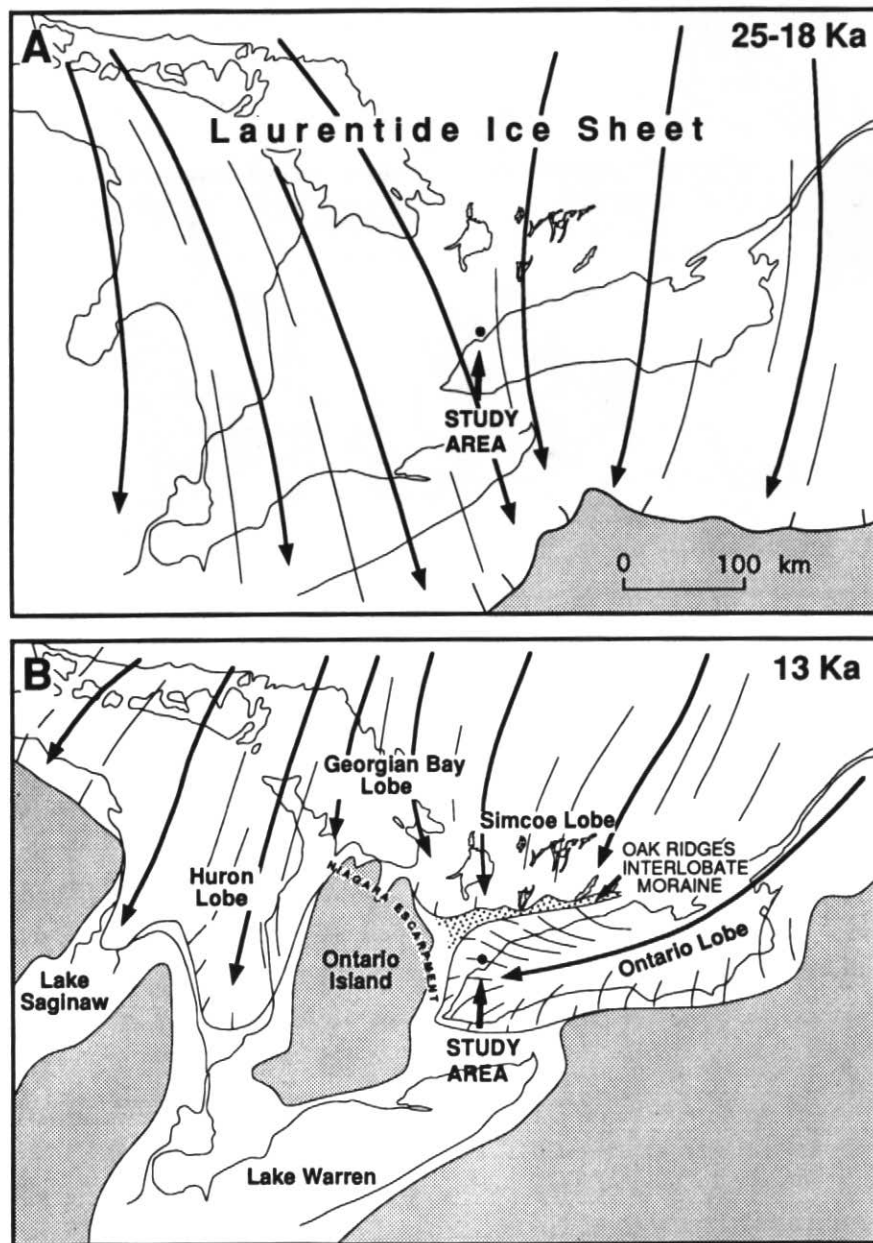 A
25-18 Ka
Laurentide Ice Sheet
STUDY
AREA
0 100 km
B
13 Ka
Georgian Bay
Lobe
Simcoe Lobe
OAK RIDGES
INTERLOBATE
MORAINE
Huron
Lobe
NIAGARA ESCARPMENT
Ontario
Island
Ontario Lobe
Lake
Saginaw
STUDY
AREA
Lake Warren